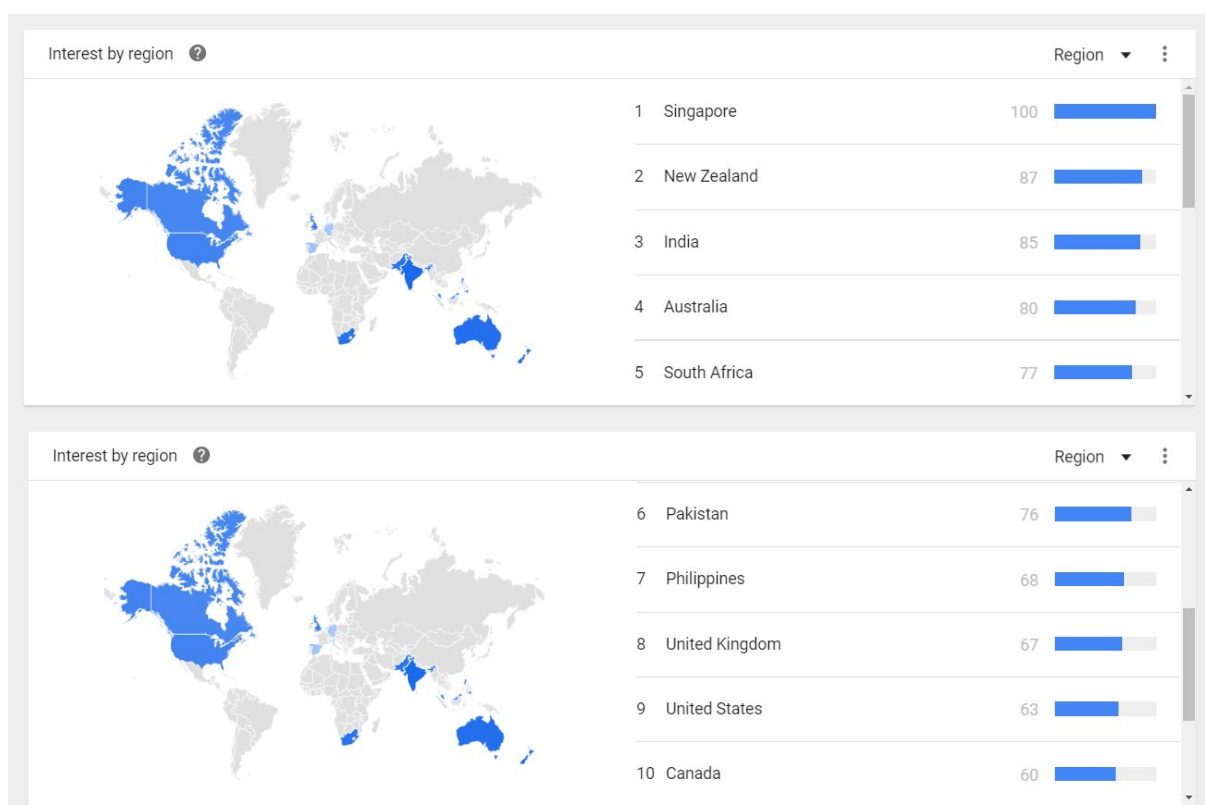 Interest by region ? Region
1 Singapore 100
2 New Zealand 87
3 India 85
4 Australia 80
5 South Africa 77
Interest by region ? Region
6 Pakistan 76
7 Philippines 68
8 United Kingdom 67
9 United States 63
10 Canada 60